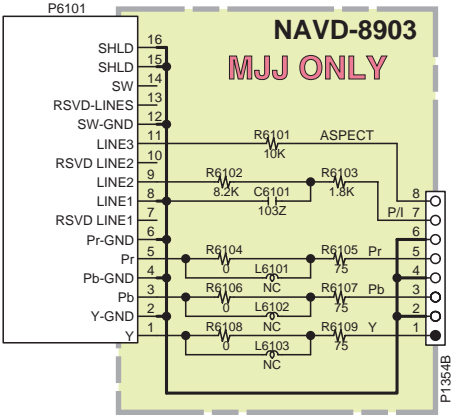 P6101
NAVD-8903
MJJ ONLY
SHLD 16
SHLD 15
SW 14
RSVD-LINES 13
SW-GND 12
LINE3 11 R6101 10K ASPECT
RSVD LINE2 10
LINE2 9 R6102 8.2K R6103 1.8K
LINE1 8 C6101 103Z 8
RSVD LINE1 7 P/I 7
Pr-GND 6 6
Pr 5 R6104 0 R6105 75 Pr 5
Pb-GND 4 L6101 NC 4
Pb 3 R6106 0 R6107 75 Pb 3
Y-GND 2 L6102 NC 2
Y 1 R6108 0 R6109 75 Y 1
L6103 NC
P1354B